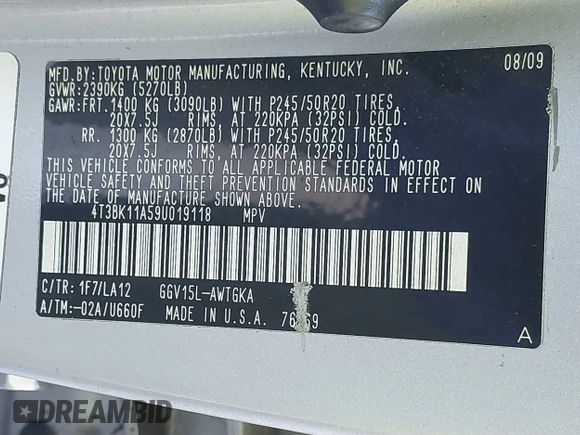 MFD.BY:TOYOTA MOTOR MANUFACTURING, KENTUCKY, INC. 08/09
GVWR:2390KG (5270LB)
GAWR:FRT. 1400 KG (3090LB) WITH P245/50R20 TIRES,
20X7.5J RIMS, AT 220KPA (32PSI) COLD.
RR. 1300 KG (2870LB) WITH P245/50R20 TIRES,
20X7.5J RIMS, AT 220KPA (32PSI) COLD.
THIS VEHICLE CONFORMS TO ALL APPLICABLE FEDERAL MOTOR
VEHICLE SAFETY AND THEFT PREVENTION STANDARDS IN EFFECT ON
THE DATE OF MANUFACTURE SHOWN ABOVE.
4T3BK11A59U019118 MPV
C/TR: 1F7/LA12 GGV15L-AWTGKA
A/TM:-02A/U660F MADE IN U.S.A. A
DREAMBID